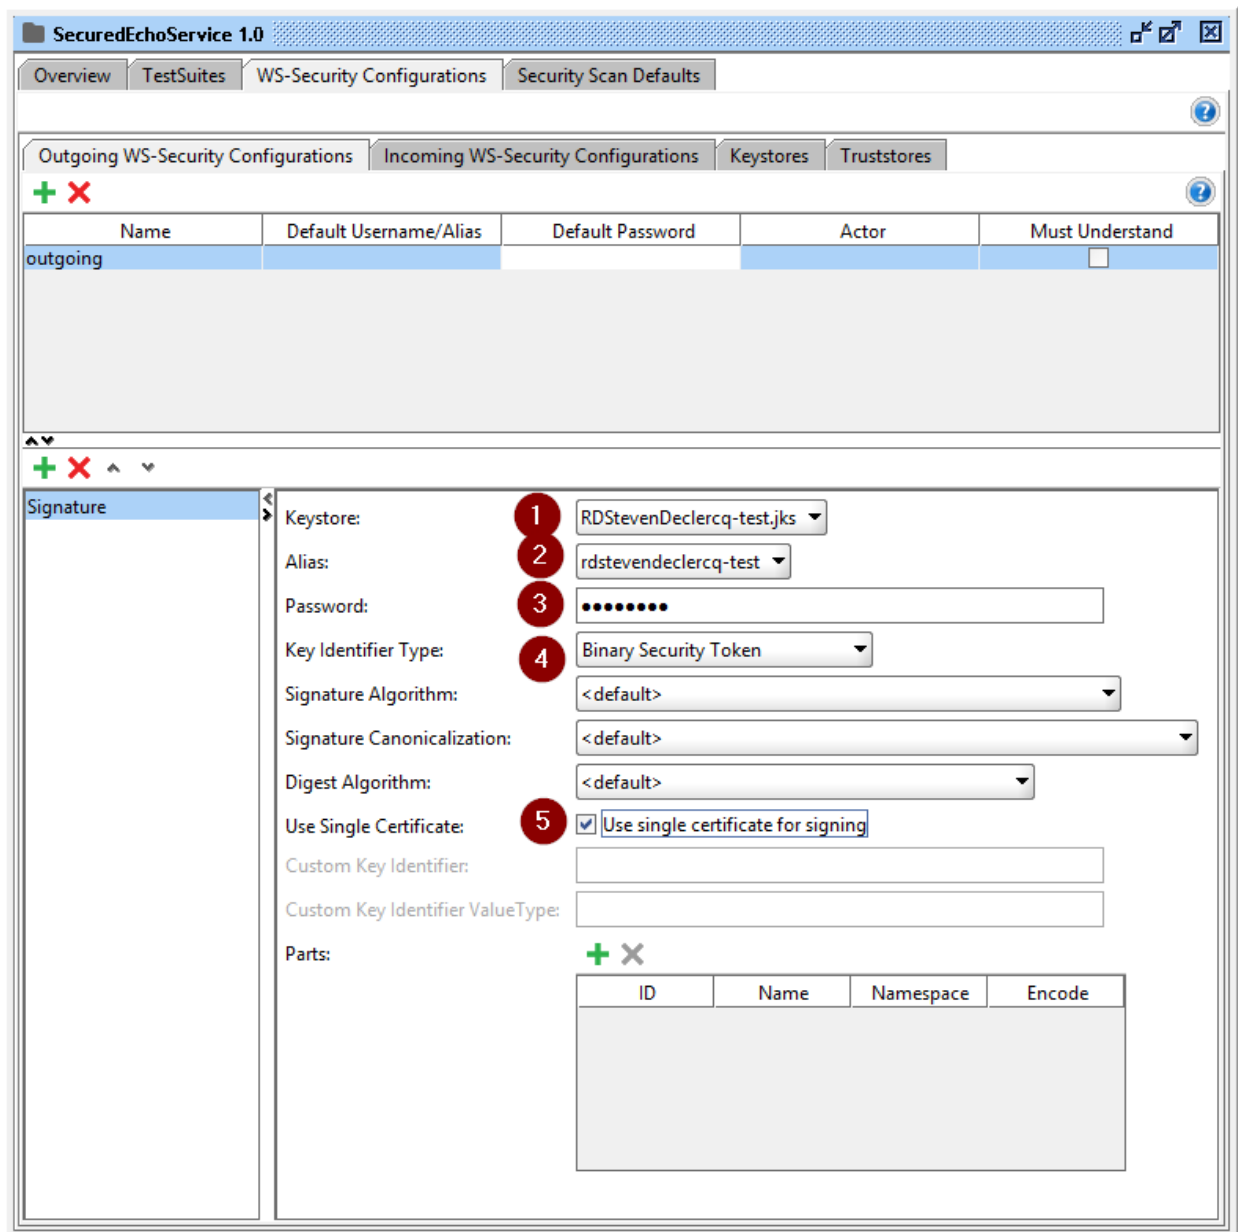 SecuredEchoService 1.0
Overview TestSuites WS-Security Configurations Security Scan Defaults
?
Outgoing WS-Security Configurations Incoming WS-Security Configurations Keystores Truststores
?
Name Default Username/Alias Default Password Actor Must Understand
outgoing
Signature
Keystore: 1 RDStevenDeclercq-test.jks
Alias: 2 rdstevendeclercq-test
Password: 3 ••••••••
Key Identifier Type: 4 Binary Security Token
Signature Algorithm: <default>
Signature Canonicalization: <default>
Digest Algorithm: <default>
Use Single Certificate: 5 Use single certificate for signing
Custom Key Identifier:
Custom Key Identifier ValueType:
Parts:
ID Name Namespace Encode